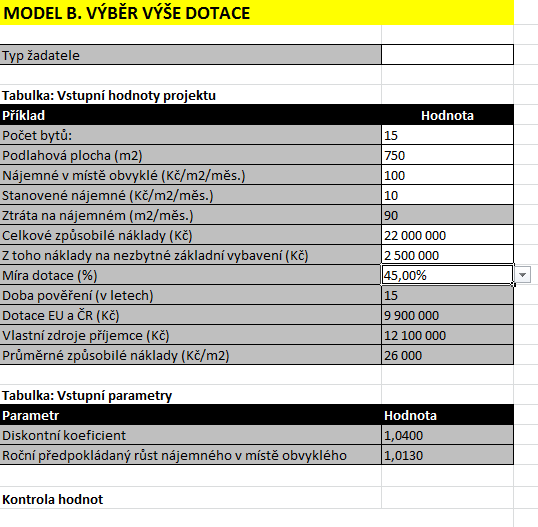 MODEL B. VÝBĚR VÝŠE DOTACE
Typ žadatele
Tabulka: Vstupní hodnoty projektu
Příklad Hodnota
Počet bytů: 15
Podlahová plocha (m2) 750
Nájemné v místě obvyklé (Kč/m2/měs.) 100
Stanovené nájemné (Kč/m2/měs.) 10
Ztráta na nájemném (m2/měs.) 90
Celkové způsobilé náklady (Kč) 22 000 000
Z toho náklady na nezbytné základní vybavení (Kč) 2 500 000
Míra dotace (%) 45,00%
Doba pověření (v letech) 15
Dotace EU a ČR (Kč) 9 900 000
Vlastní zdroje příjemce (Kč) 12 100 000
Průměrné způsobilé náklady (Kč/m2) 26 000
Tabulka: Vstupní parametry
Parametr Hodnota
Diskontní koeficient 1,0400
Roční předpokládaný růst nájemného v místě obvyklého 1,0130
Kontrola hodnot